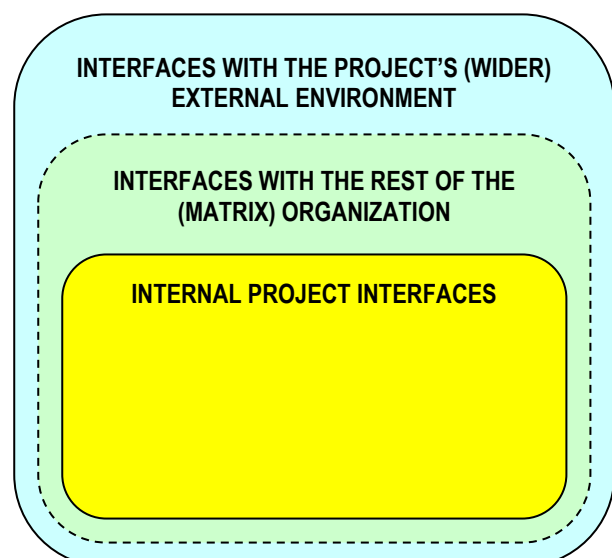 INTERFACES WITH THE PROJECT’S (WIDER)
EXTERNAL ENVIRONMENT
INTERFACES WITH THE REST OF THE
(MATRIX) ORGANIZATION
INTERNAL PROJECT INTERFACES